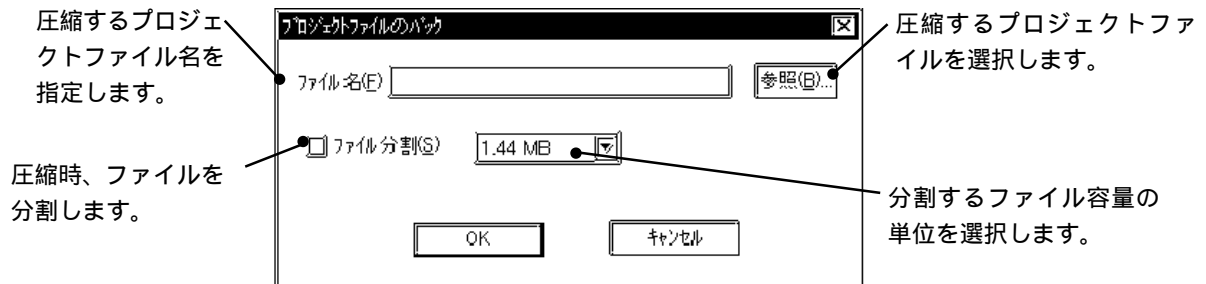 圧縮するプロジェ
クトファイル名を
指定します。
プロジェクトファイルのパック
圧縮するプロジェクトファ
イルを選択します。
ファイル名(F)
参照(B)...
ファイル分割(S)
1.44 MB
圧縮時、ファイルを
分割します。
分割するファイル容量の
単位を選択します。
OK
キャンセル